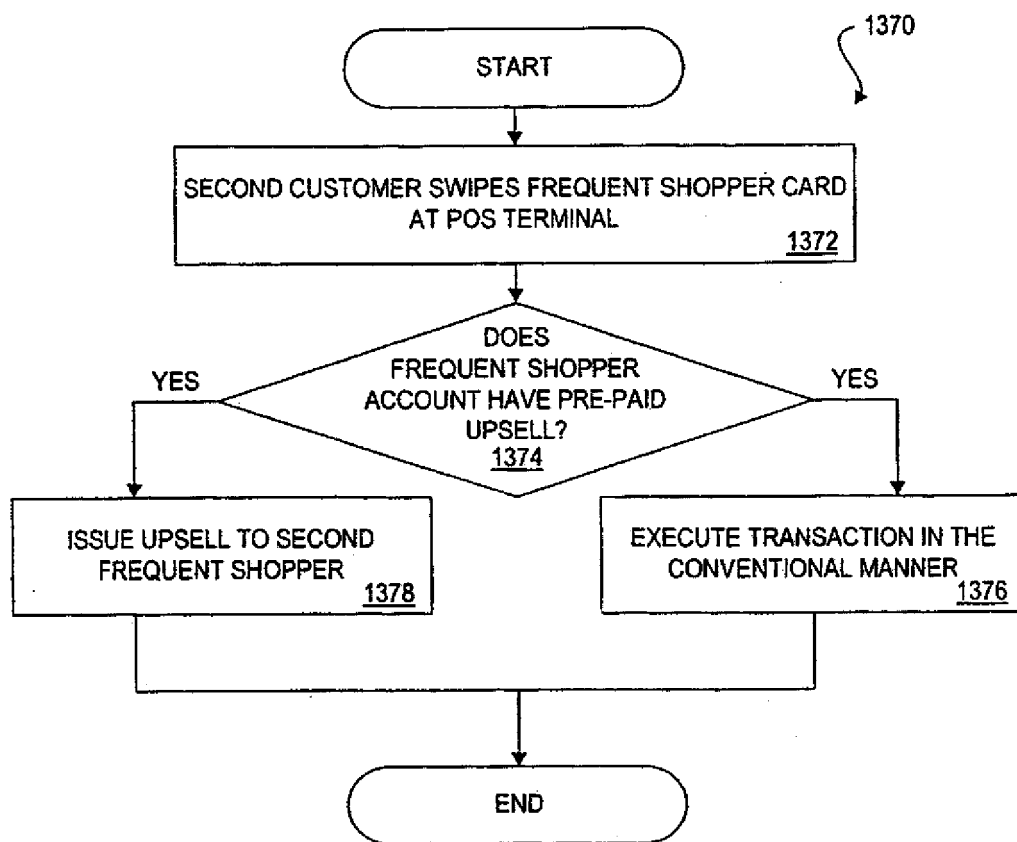 1370
START
SECOND CUSTOMER SWIPES FREQUENT SHOPPER CARD
AT POS TERMINAL
1372
DOES
FREQUENT SHOPPER
ACCOUNT HAVE PRE-PAID
UPSELL?
1374
YES
YES
ISSUE UPSELL TO SECOND
FREQUENT SHOPPER
1378
EXECUTE TRANSACTION IN THE
CONVENTIONAL MANNER
1376
END